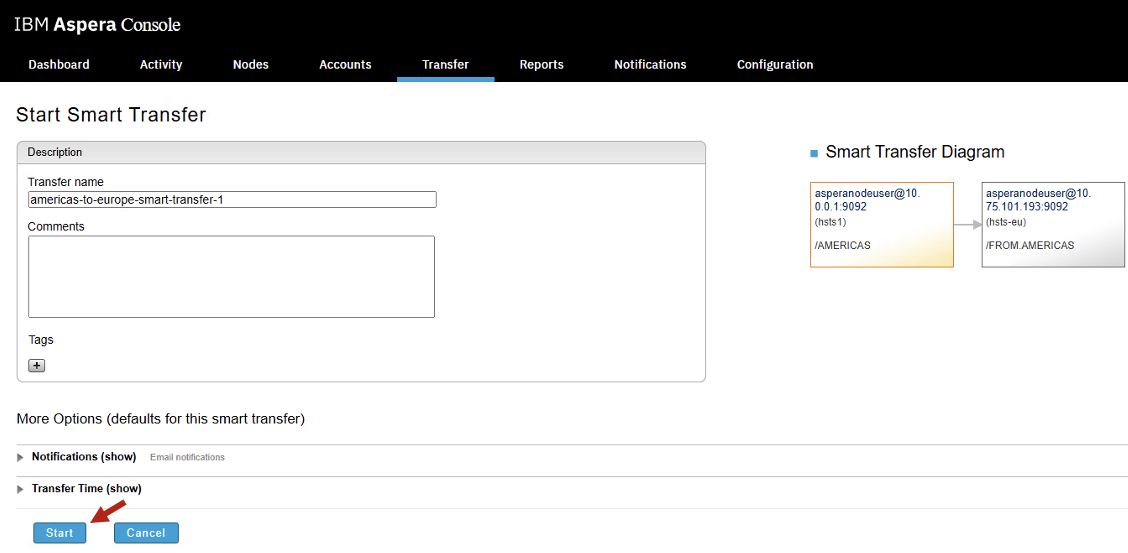 IBM Aspera Console
Dashboard Activity Nodes Accounts Transfer Reports Notifications Configuration
Start Smart Transfer
Description
Transfer name
americas-to-europe-smart-transfer-1
Comments
Tags
+
Smart Transfer Diagram
asperanodeuser@10.
0.0.1:9092
(hsts1)
/AMERICAS
asperanodeuser@10.
75.101.193:9092
(hsts-eu)
/FROM.AMERICAS
More Options (defaults for this smart transfer)
Notifications (show) Email notifications
Transfer Time (show)
Start Cancel